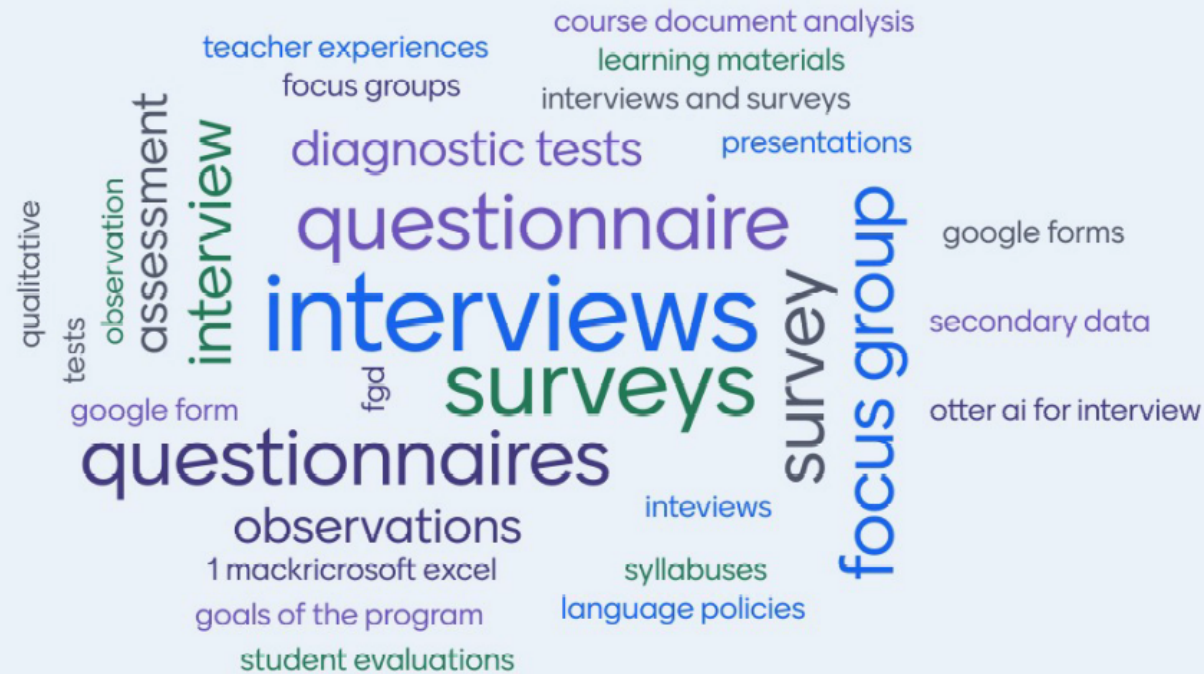 course document analysis
teacher experiences
learning materials
focus groups
interviews and surveys
diagnostic tests
presentations
assessment
interview
observation
qualitative
questionnaire
focus group
google forms
interviews
survey
secondary data
tests
surveys
fgd
google form
otter ai for interview
questionnaires
inteviews
observations
1 mackricrosoft excel
syllabuses
goals of the program
language policies
student evaluations